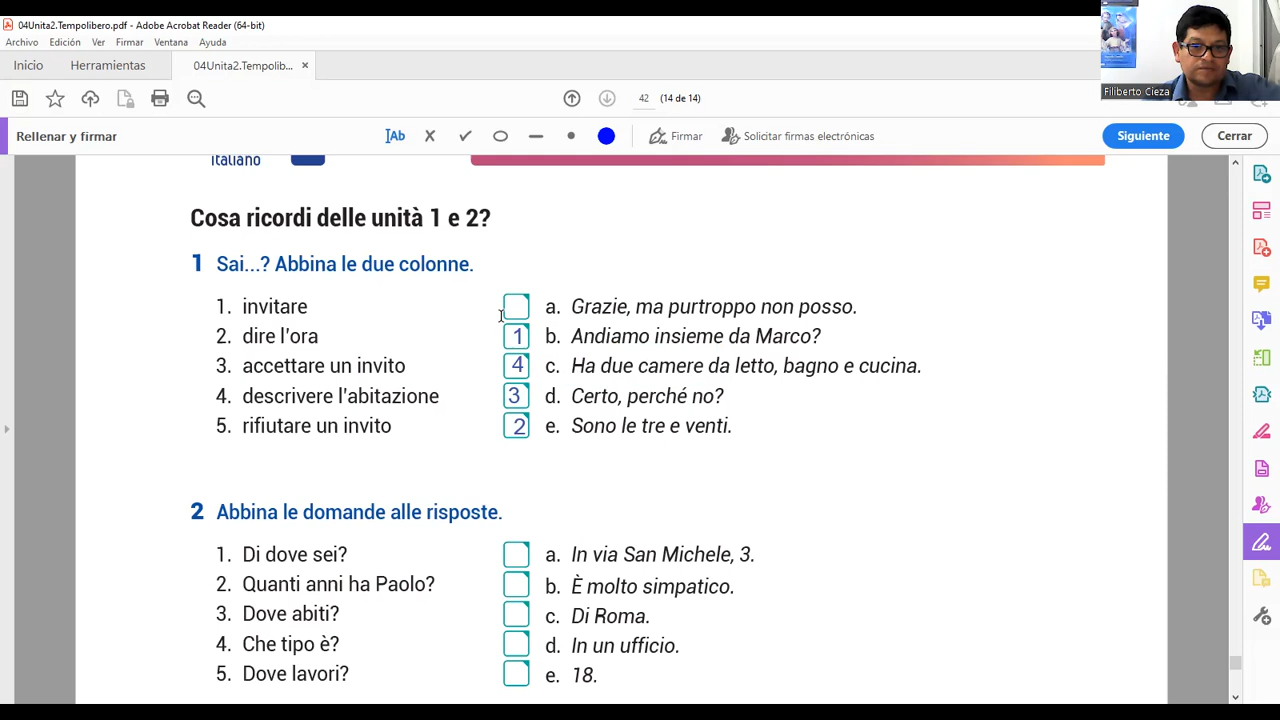 04Unita2.Tempolibero.pdf - Adobe Acrobat Reader (64-bit)
Archivo Edición Ver Firmar Ventana Ayuda
Inicio Herramientas 04Unita2.Tempolib... ×
42 (14 de 14)
Filiberto Cieza
Rellenar y firmar Ab Firmar Solicitar firmas electrónicas Siguiente Cerrar
italiano
Cosa ricordi delle unità 1 e 2?
1 Sai...? Abbina le due colonne.
1. invitare a. Grazie, ma purtroppo non posso.
2. dire l'ora 1 b. Andiamo insieme da Marco?
3. accettare un invito 4 c. Ha due camere da letto, bagno e cucina.
4. descrivere l'abitazione 3 d. Certo, perché no?
5. rifiutare un invito 2 e. Sono le tre e venti.
2 Abbina le domande alle risposte.
1. Di dove sei? a. In via San Michele, 3.
2. Quanti anni ha Paolo? b. È molto simpatico.
3. Dove abiti? c. Di Roma.
4. Che tipo è? d. In un ufficio.
5. Dove lavori? e. 18.